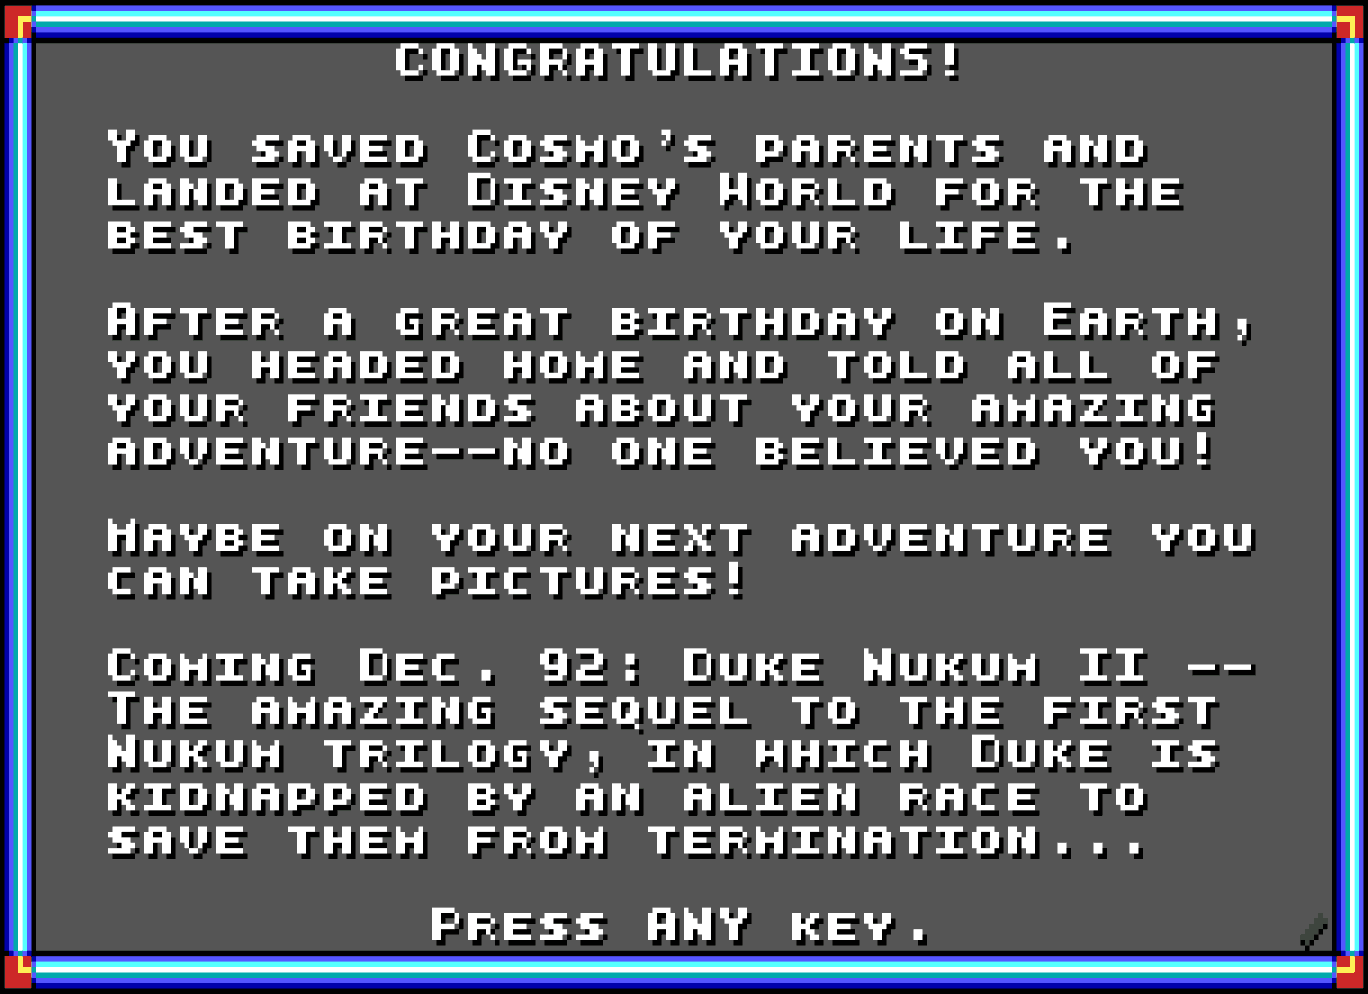 CONGRATULATIONS!
You saved Cosmo's parents and
landed at Disney World for the
best birthday of your life.
After a great birthday on Earth,
you headed home and told all of
your friends about your amazing
adventure--no one believed you!
Maybe on your next adventure you
can take pictures!
Coming Dec. 92: Duke Nukum II --
The amazing sequel to the first
Nukum trilogy, in which Duke is
kidnapped by an alien race to
save them from termination...
Press ANY key.